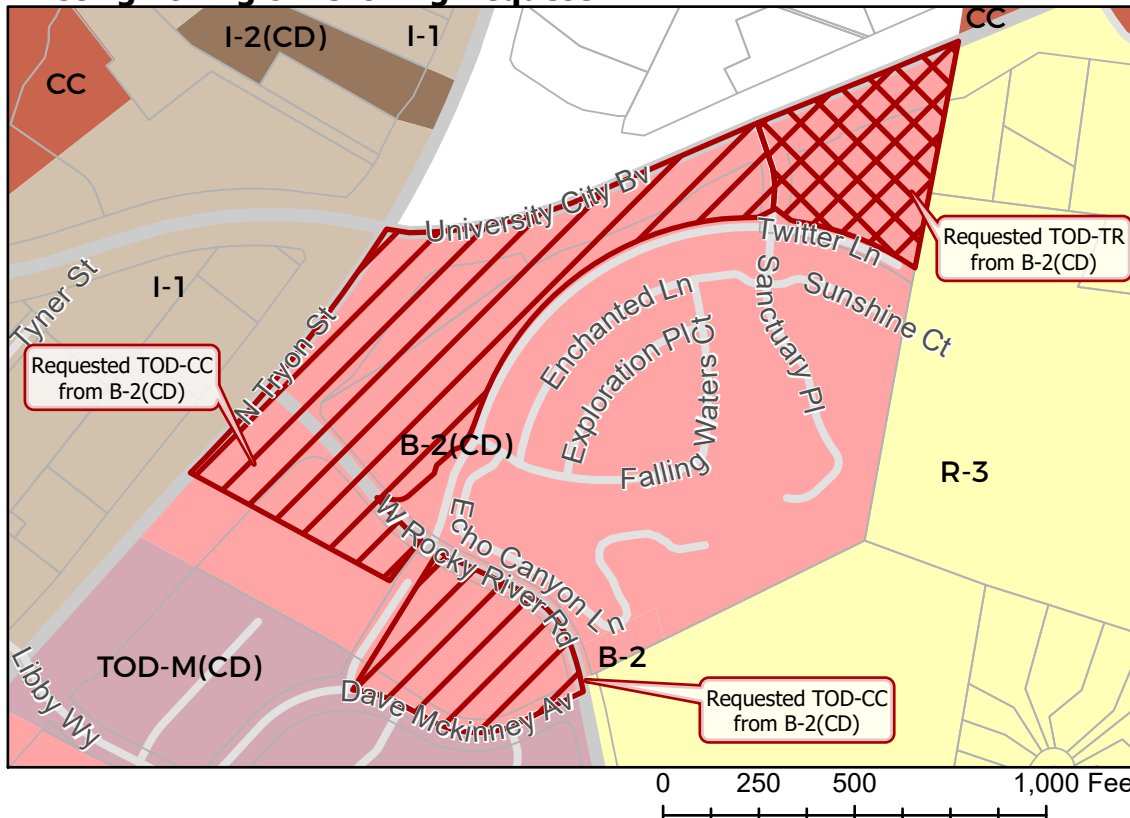 I-2(CD)
I-1
CC
CC
University City Bv
Twitter Ln
Requested TOD-TR
from B-2(CD)
Tyner St
I-1
Enchanted Ln
Sanctuary Pl
Sunshine Ct
Requested TOD-CC
from B-2(CD)
N Tryon St
Exploration Pl
Falling Waters Ct
B-2(CD)
R-3
W Rocky River Rd
Echo Canyon Ln
TOD-M(CD)
B-2
Libby Wy
Dave Mckinney Av
Requested TOD-CC
from B-2(CD)
0 250 500 1,000 Fee